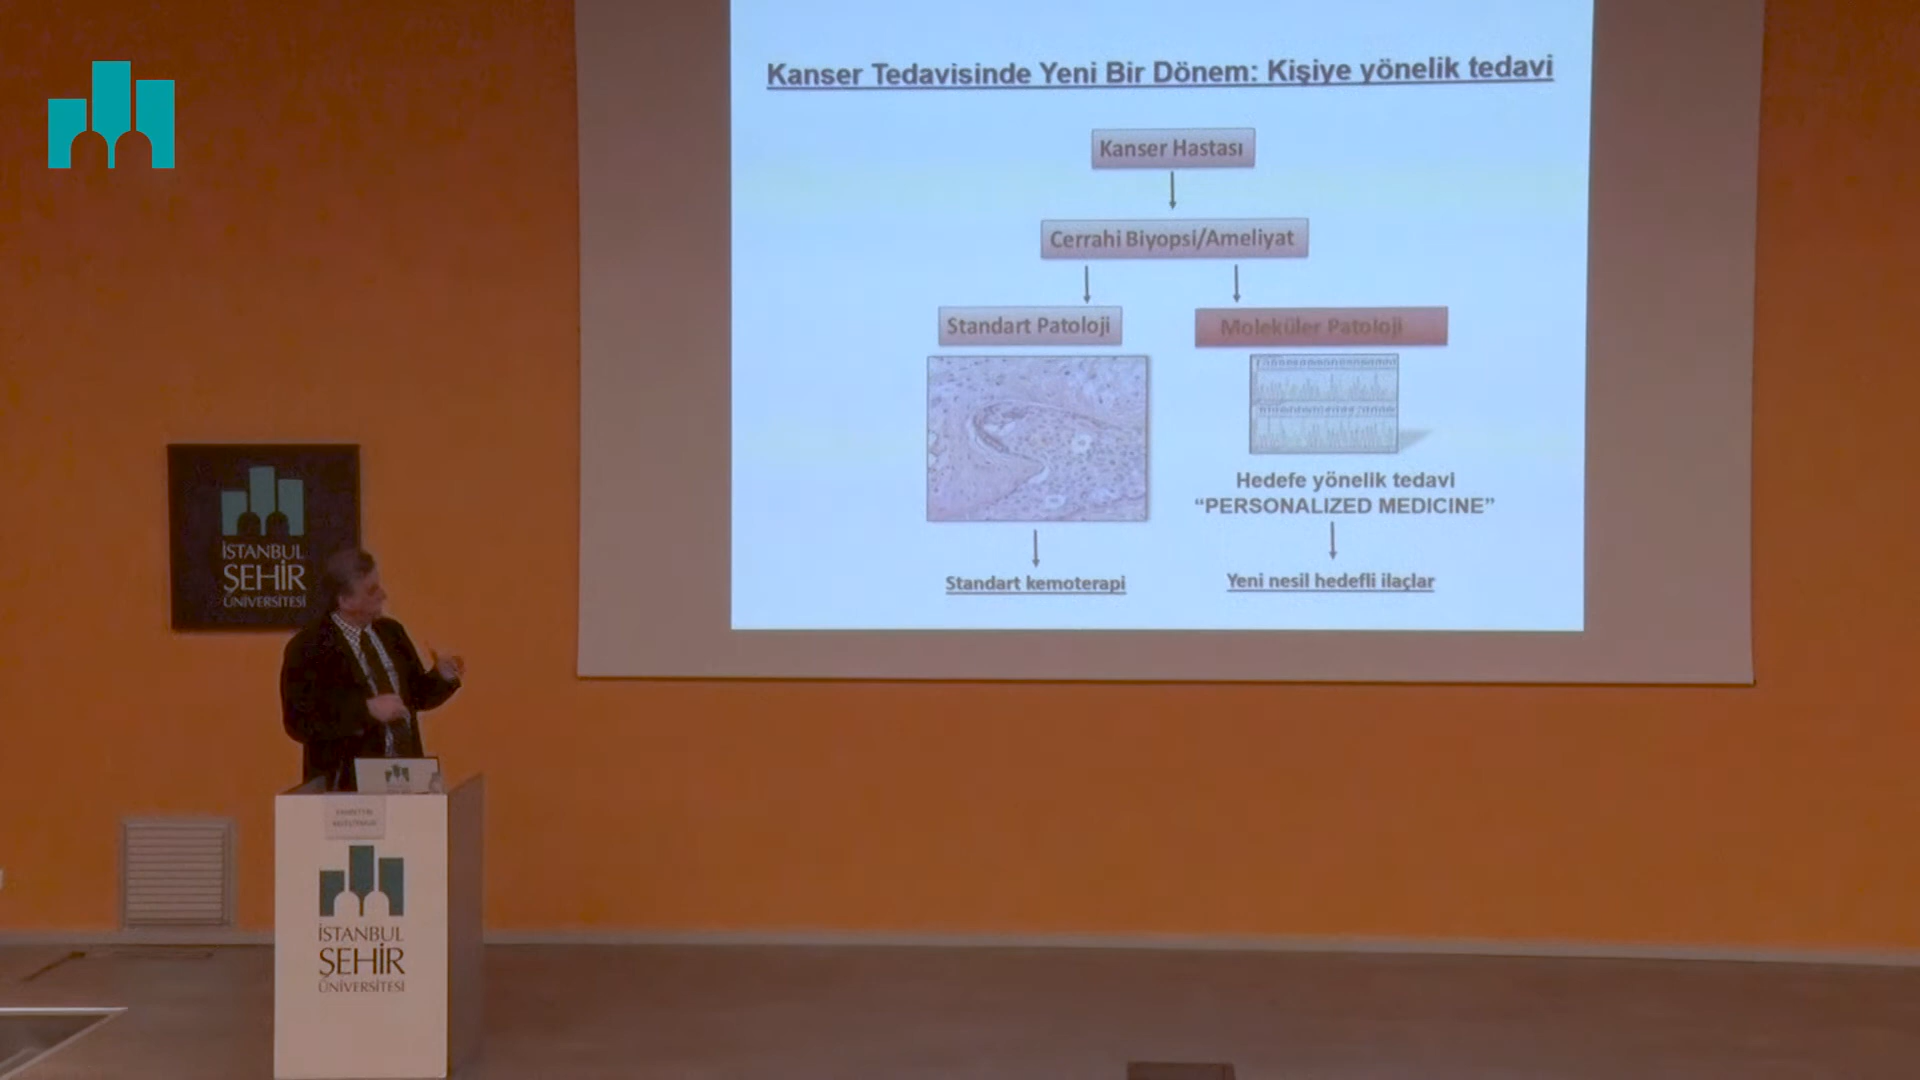 Kanser Tedavisinde Yeni Bir Dönem: Kişiye yönelik tedavi
Kanser Hastası
Cerrahi Biyopsi/Ameliyat
Standart Patoloji
Moleküler Patoloji
Hedefe yönelik tedavi
“PERSONALIZED MEDICINE”
Standart kemoterapi
Yeni nesil hedefli ilaçlar
İSTANBUL
ŞEHİR
ÜNİVERSİTESİ
İSTANBUL
ŞEHİR
ÜNİVERSİTESİ